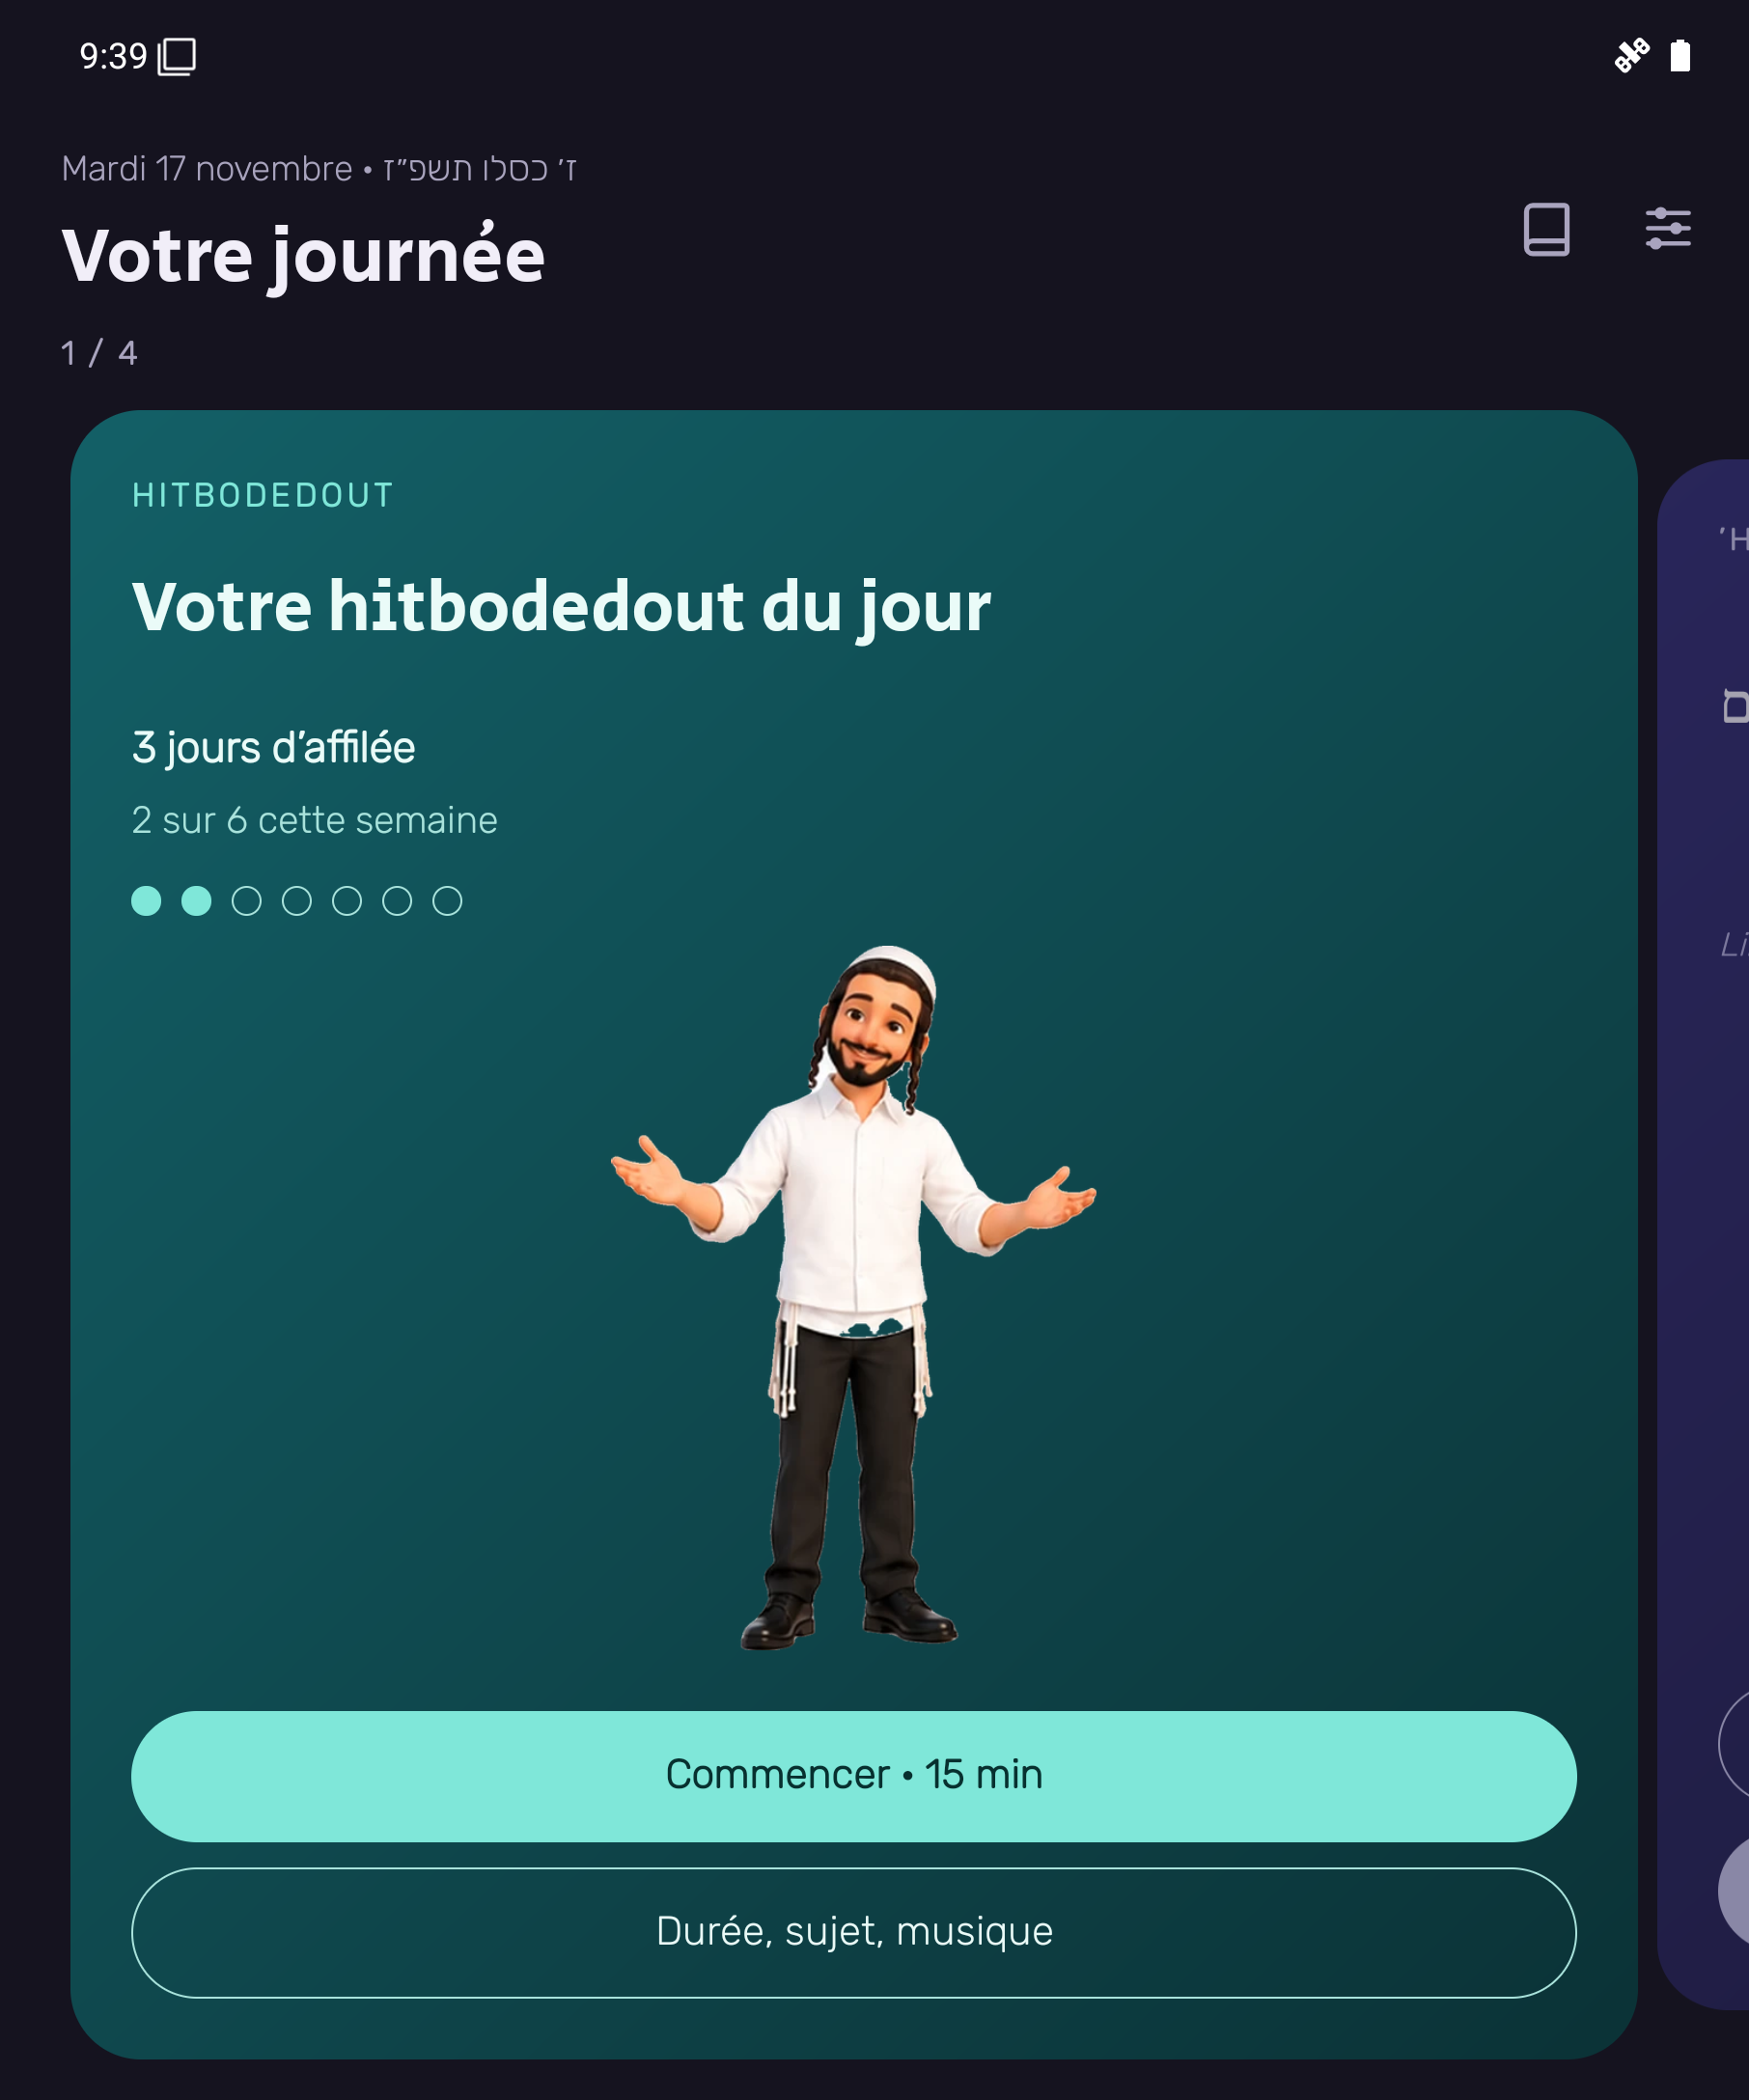 9:39
Mardi 17 novembre • ז׳ כסלו תשפ״ז
Votre journée
1 / 4
HITBODEDOUT
Votre hitbodedout du jour
3 jours d’affilée
2 sur 6 cette semaine
Commencer • 15 min
Durée, sujet, musique